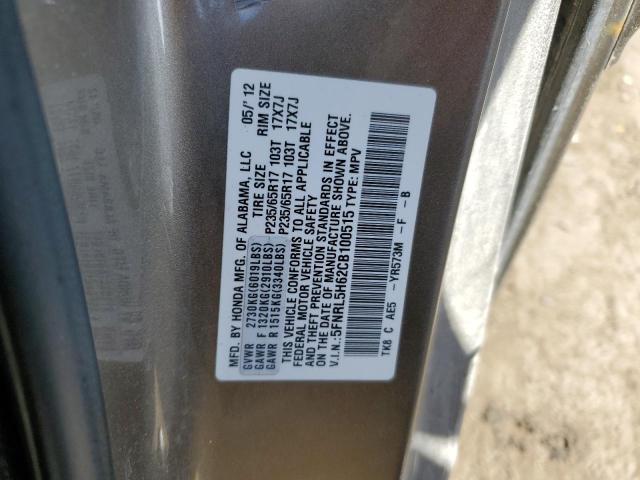 MFD. BY HONDA MFG. OF ALABAMA, LLC 05/'12
TIRE SIZE RIM SIZE
GVWR 2730KG(6019LBS)
GAWR F 1320KG(2910LBS) P235/65R17 103T 17X7J
GAWR R 1515KG(3340LBS) P235/65R17 103T 17X7J
THIS VEHICLE CONFORMS TO ALL APPLICABLE
FEDERAL MOTOR VEHICLE SAFETY
AND THEFT PREVENTION STANDARDS IN EFFECT
ON THE DATE OF MANUFACTURE SHOWN ABOVE.
V.I.N.:5FNRL5H62CB100515 TYPE: MPV
TK8 C AE5 - YR573M - F - B